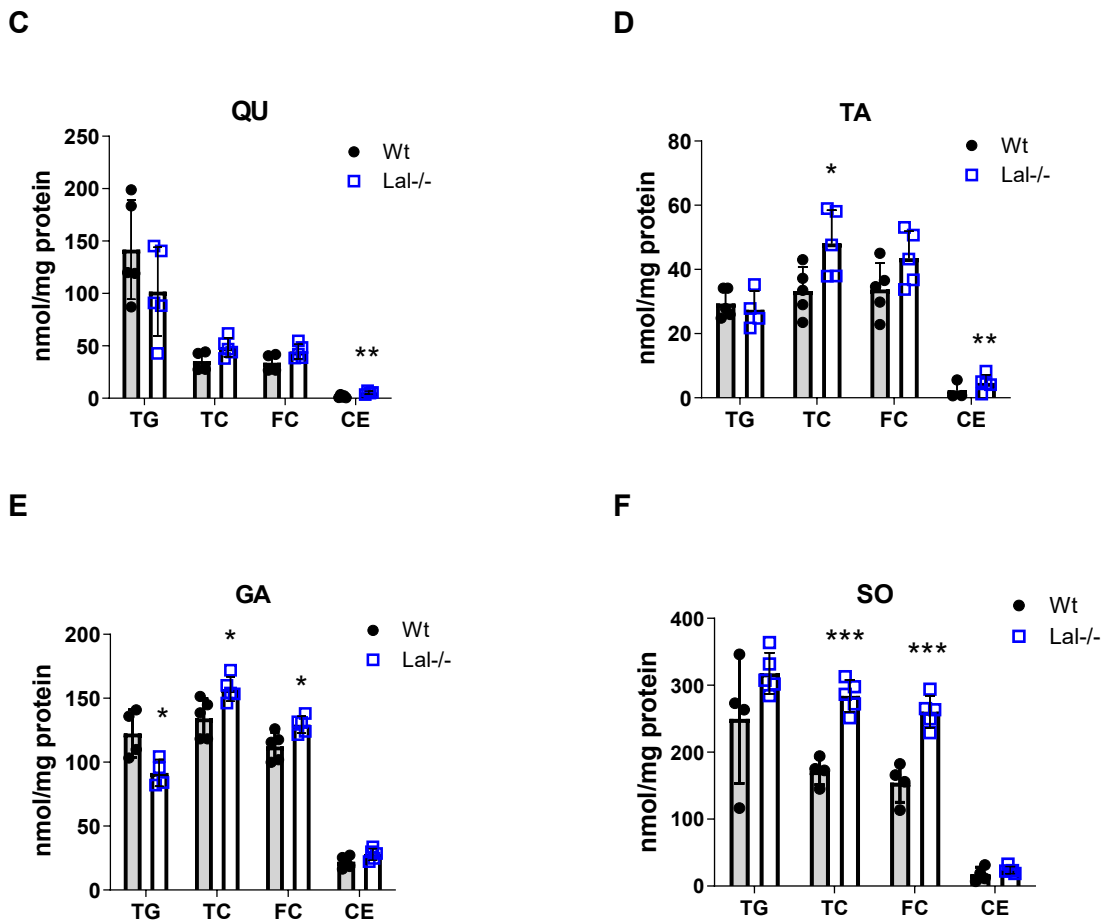 C
QU
nmol/mg protein
250
200
150
100
50
0
TG TC FC CE
Wt
Lal-/-
**
D
TA
nmol/mg protein
80
60
40
20
0
TG TC FC CE
Wt
Lal-/-
*
**
E
GA
nmol/mg protein
200
150
100
50
0
TG TC FC CE
Wt
Lal-/-
*
*
*
F
SO
nmol/mg protein
400
300
200
100
0
TG TC FC CE
Wt
Lal-/-
***
***